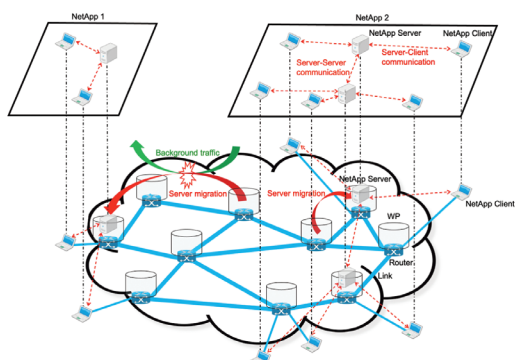 NetApp 1
NetApp 2
NetApp Server
NetApp Client
Server-Server
communication
Server-Client
communication
Background traffic
Server migration
Server migration
NetApp Server
NetApp Client
WP
Router
Link